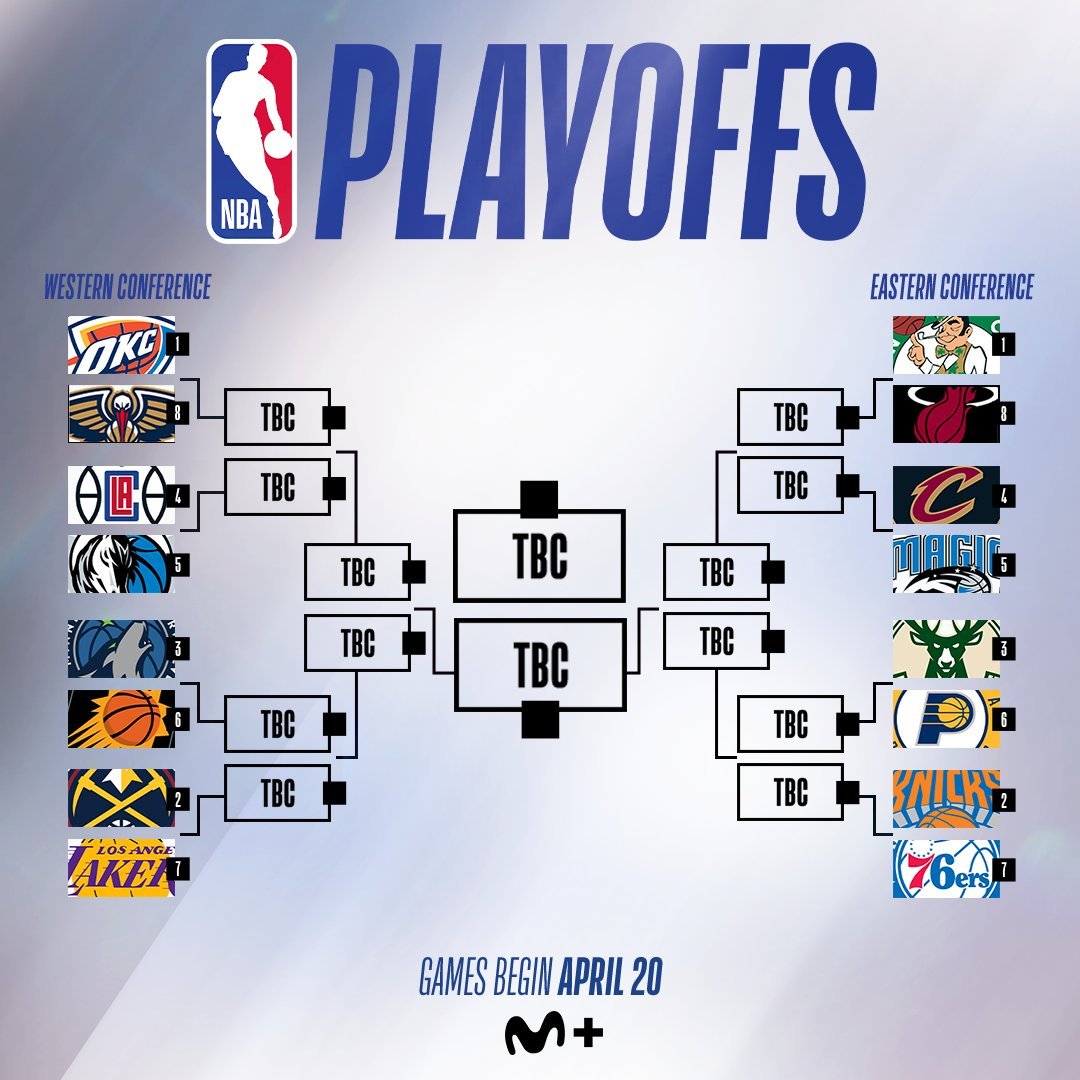 NBA
PLAYOFFS
WESTERN CONFERENCE
EASTERN CONFERENCE
OKC
1
8
LA
4
5
3
6
2
LOS ANGE
AKE
7
TBC
TBC
TBC
TBC
TBC
TBC
TBC
TBC
TBC
TBC
TBC
TBC
TBC
TBC
1
8
C
4
MAGIC
5
3
P
A
6
KNICKS
2
76ers
7
GAMES BEGIN APRIL 20
M+